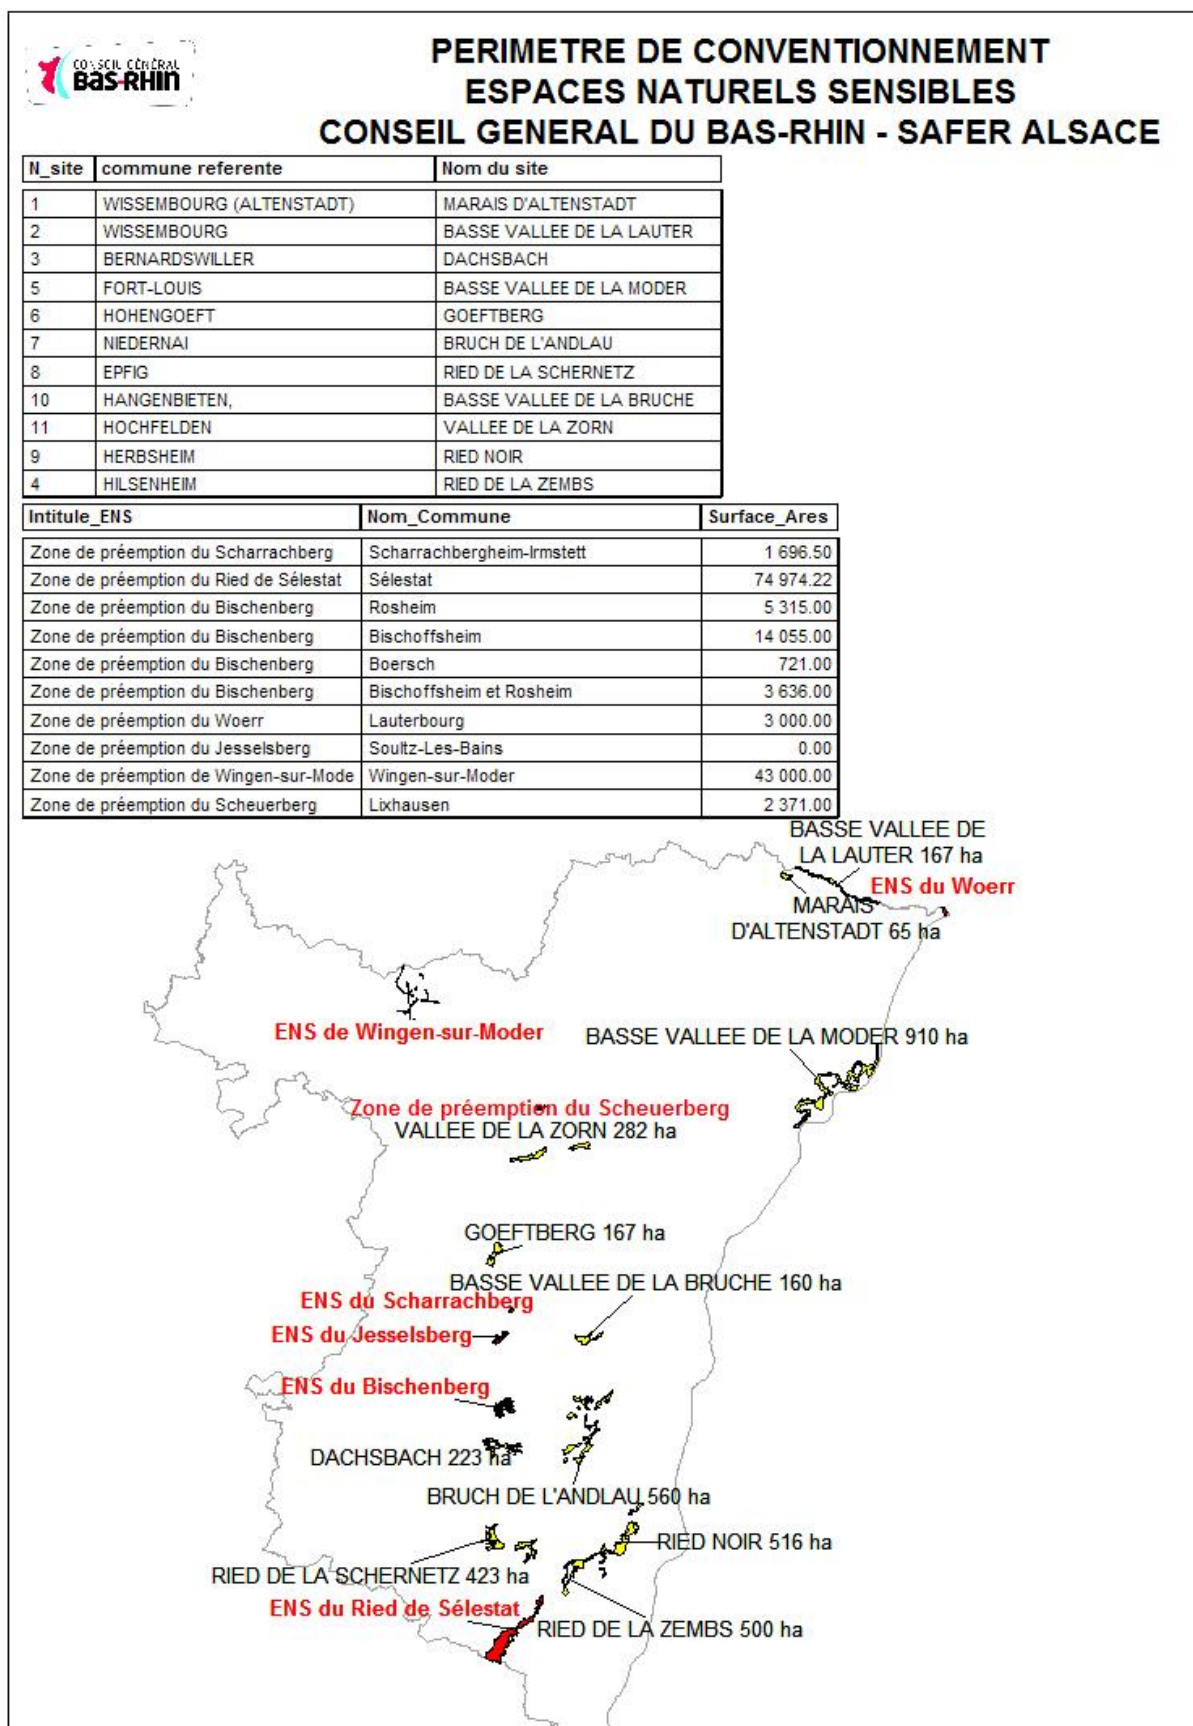 CONSEIL GÉNÉRAL
BAS-RHIN
PERIMETRE DE CONVENTIONNEMENT
ESPACES NATURELS SENSIBLES
CONSEIL GENERAL DU BAS-RHIN - SAFER ALSACE
N_site commune referente Nom du site
1 WISSEMBOURG (ALTENSTADT) MARAIS D'ALTENSTADT
2 WISSEMBOURG BASSE VALLEE DE LA LAUTER
3 BERNARDSWILLER DACHSBACH
5 FORT-LOUIS BASSE VALLEE DE LA MODER
6 HOHENGOEFT GOEFTBERG
7 NIEDERNAI BRUCH DE L'ANDLAU
8 EPFIG RIED DE LA SCHERNETZ
10 HANGENBIETEN, BASSE VALLEE DE LA BRUCHE
11 HOCHFELDEN VALLEE DE LA ZORN
9 HERBSHEIM RIED NOIR
4 HILSENHEIM RIED DE LA ZEMBS
Intitule_ENS Nom_Commune Surface_Ares
Zone de préemption du Scharrachberg Scharrachbergheim-Irmstett 1 696.50
Zone de préemption du Ried de Sélestat Sélestat 74 974.22
Zone de préemption du Bischenberg Rosheim 5 315.00
Zone de préemption du Bischenberg Bischoffsheim 14 055.00
Zone de préemption du Bischenberg Boersch 721.00
Zone de préemption du Bischenberg Bischoffsheim et Rosheim 3 636.00
Zone de préemption du Woerr Lauterbourg 3 000.00
Zone de préemption du Jesselsberg Soultz-Les-Bains 0.00
Zone de préemption de Wingen-sur-Mode Wingen-sur-Moder 43 000.00
Zone de préemption du Scheuerberg Lixhausen 2 371.00
BASSE VALLEE DE
LA LAUTER 167 ha
ENS du Woerr
MARAIS
D'ALTENSTADT 65 ha
ENS de Wingen-sur-Moder
BASSE VALLEE DE LA MODER 910 ha
Zone de préemption du Scheuerberg
VALLEE DE LA ZORN 282 ha
GOEFTBERG 167 ha
BASSE VALLEE DE LA BRUCHE 160 ha
ENS du Scharrachberg
ENS du Jesselsberg
ENS du Bischenberg
DACHSBACH 223 ha
BRUCH DE L'ANDLAU 560 ha
RIED NOIR 516 ha
RIED DE LA SCHERNETZ 423 ha
ENS du Ried de Sélestat
RIED DE LA ZEMBS 500 ha